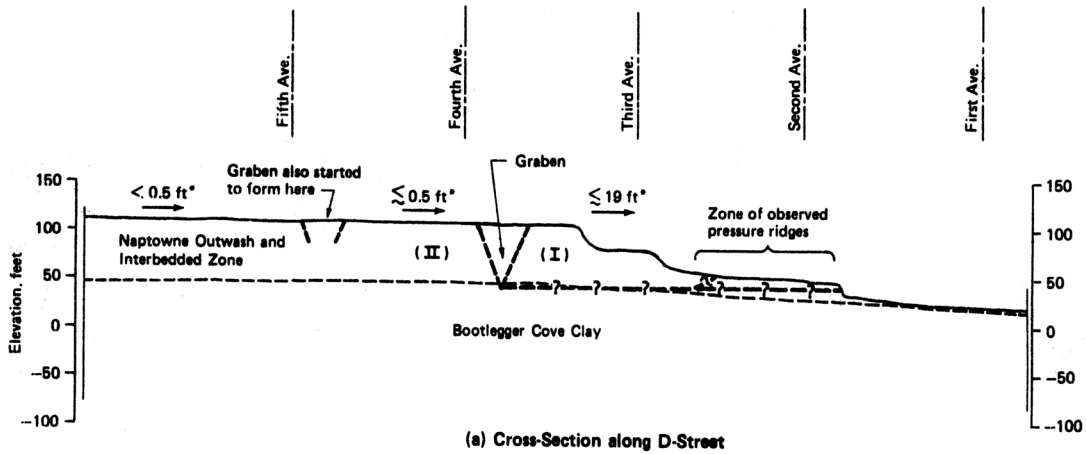 Fifth Ave.
Fourth Ave.
Third Ave.
Second Ave.
First Ave.
Graben also started
to form here
Graben
< 0.5 ft*
≲ 0.5 ft*
≤ 19 ft*
Zone of observed
pressure ridges
150
100
50
0
--50
--100
Elevation, feet
150
100
50
0
--50
--100
Naptowne Outwash and
Interbedded Zone
(II)
(I)
? ? ? ? ? ? ?
Bootlegger Cove Clay
(a) Cross-Section along D-Street